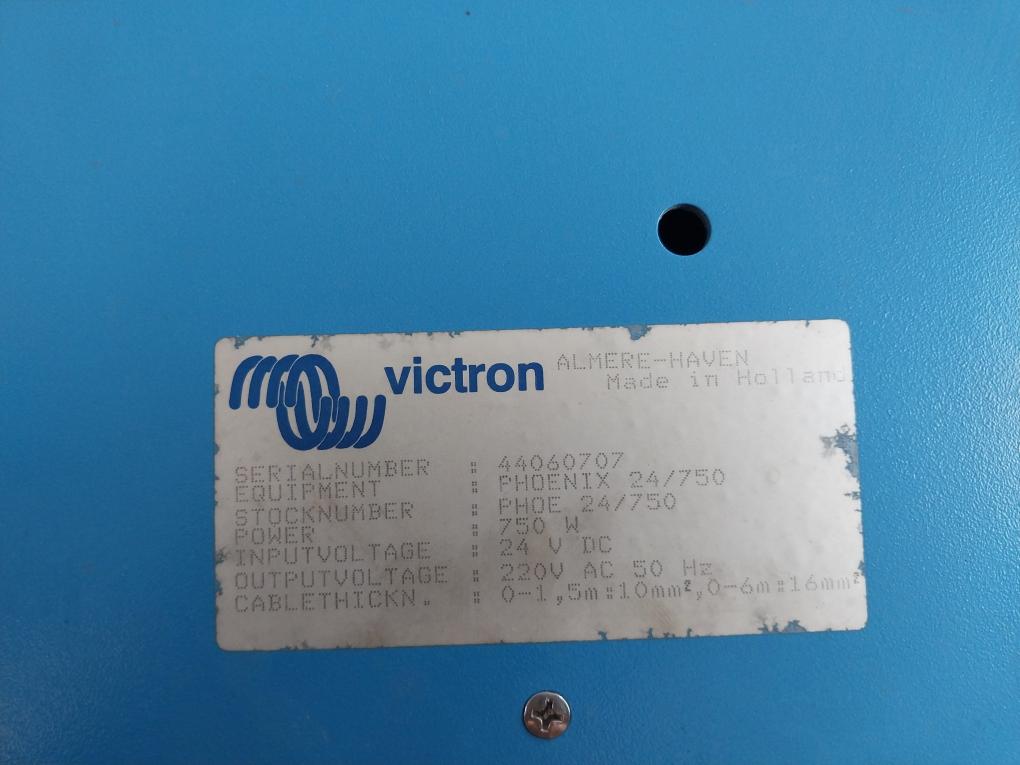 victron ALMERE-HAVEN
Made in Holland
SERIALNUMBER : 44060707
EQUIPMENT : PHOENIX 24/750
STOCKNUMBER : PHOE 24/750
POWER : 750 W
INPUTVOLTAGE : 24 V DC
OUTPUTVOLTAGE : 220V AC 50 Hz
CABLETHICKN. : 0-1,5m:10mm²,0-6m:16mm²